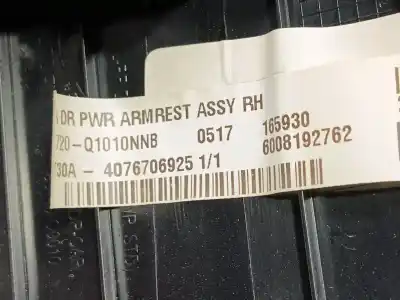 DR PWR ARMREST ASSY RH
720-Q1010NNB 0517 165930
730A- 4076706925 1/1 6008192762